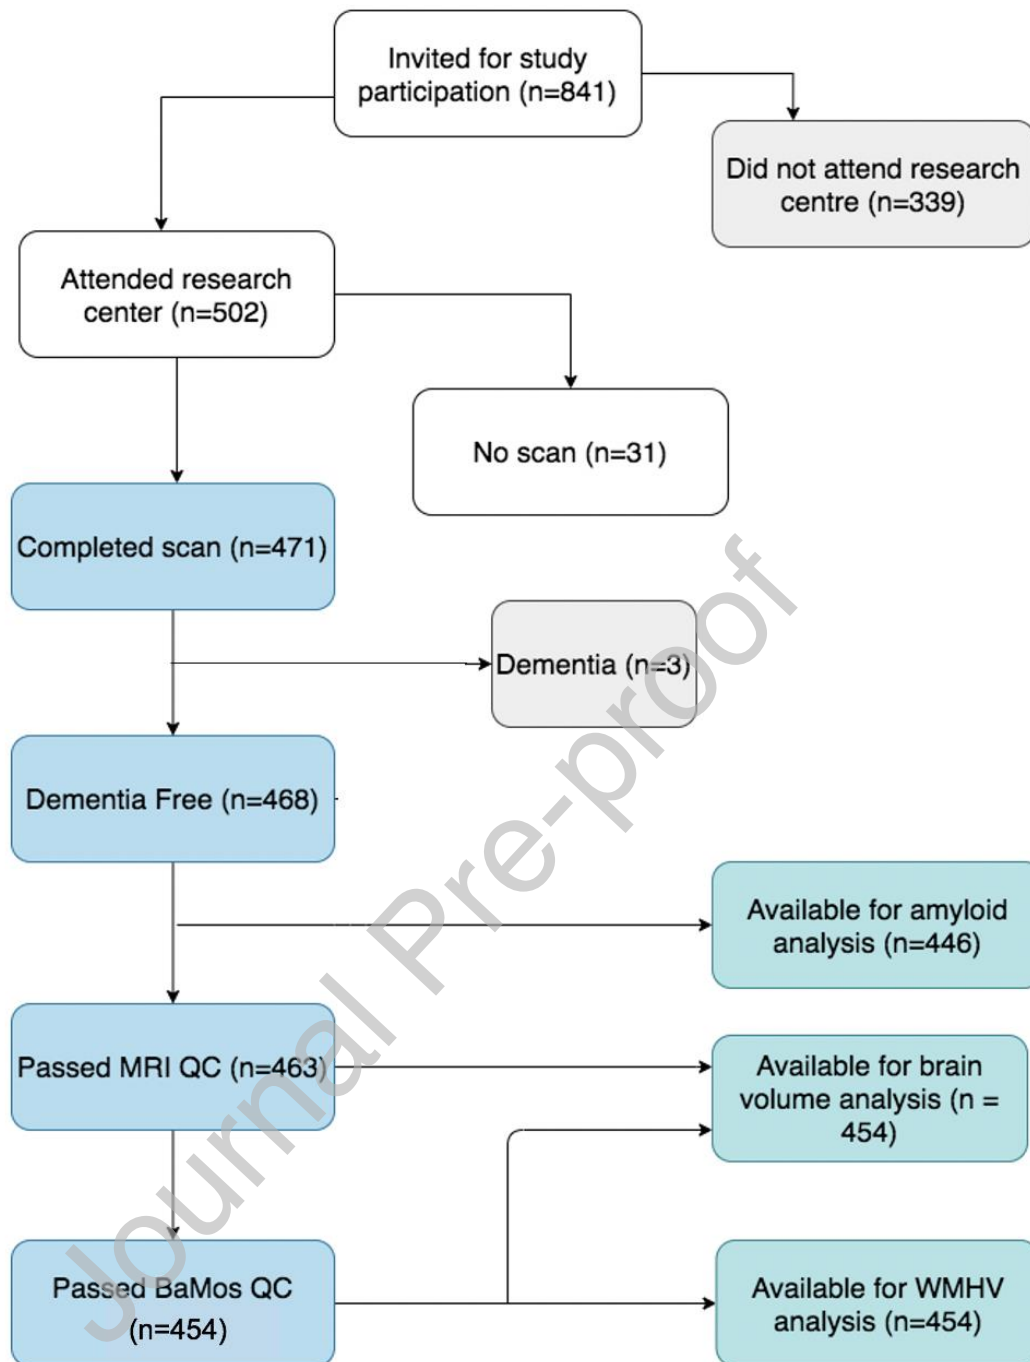 Invited for study
participation (n=841)
Did not attend research
centre (n=339)
Attended research
center (n=502)
No scan (n=31)
Completed scan (n=471)
Dementia (n=3)
Dementia Free (n=468)
Available for amyloid
analysis (n=446)
Passed MRI QC (n=463)
Available for brain
volume analysis (n =
454)
Passed BaMos QC
(n=454)
Available for WMHV
analysis (n=454)
Journal Pre-proof